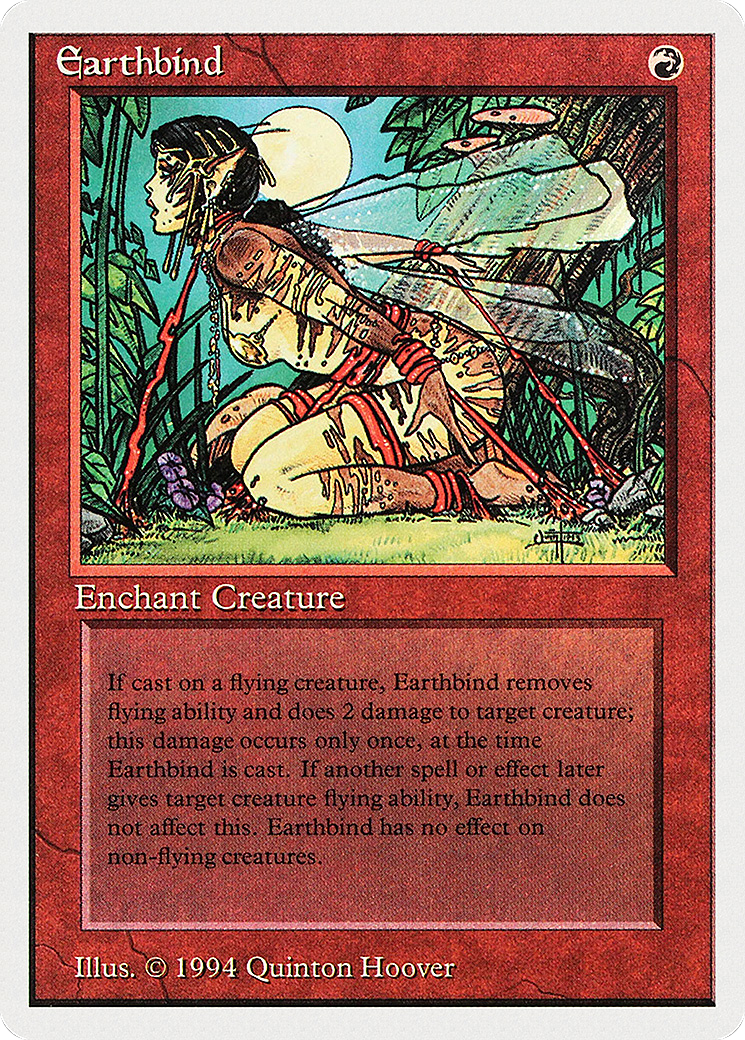 Earthbind
Enchant Creature
If cast on a flying creature, Earthbind removes
flying ability and does 2 damage to target creature;
this damage occurs only once, at the time
Earthbind is cast. If another spell or effect later
gives target creature flying ability, Earthbind does
not affect this. Earthbind has no effect on
non-flying creatures.
Illus. © 1994 Quinton Hoover